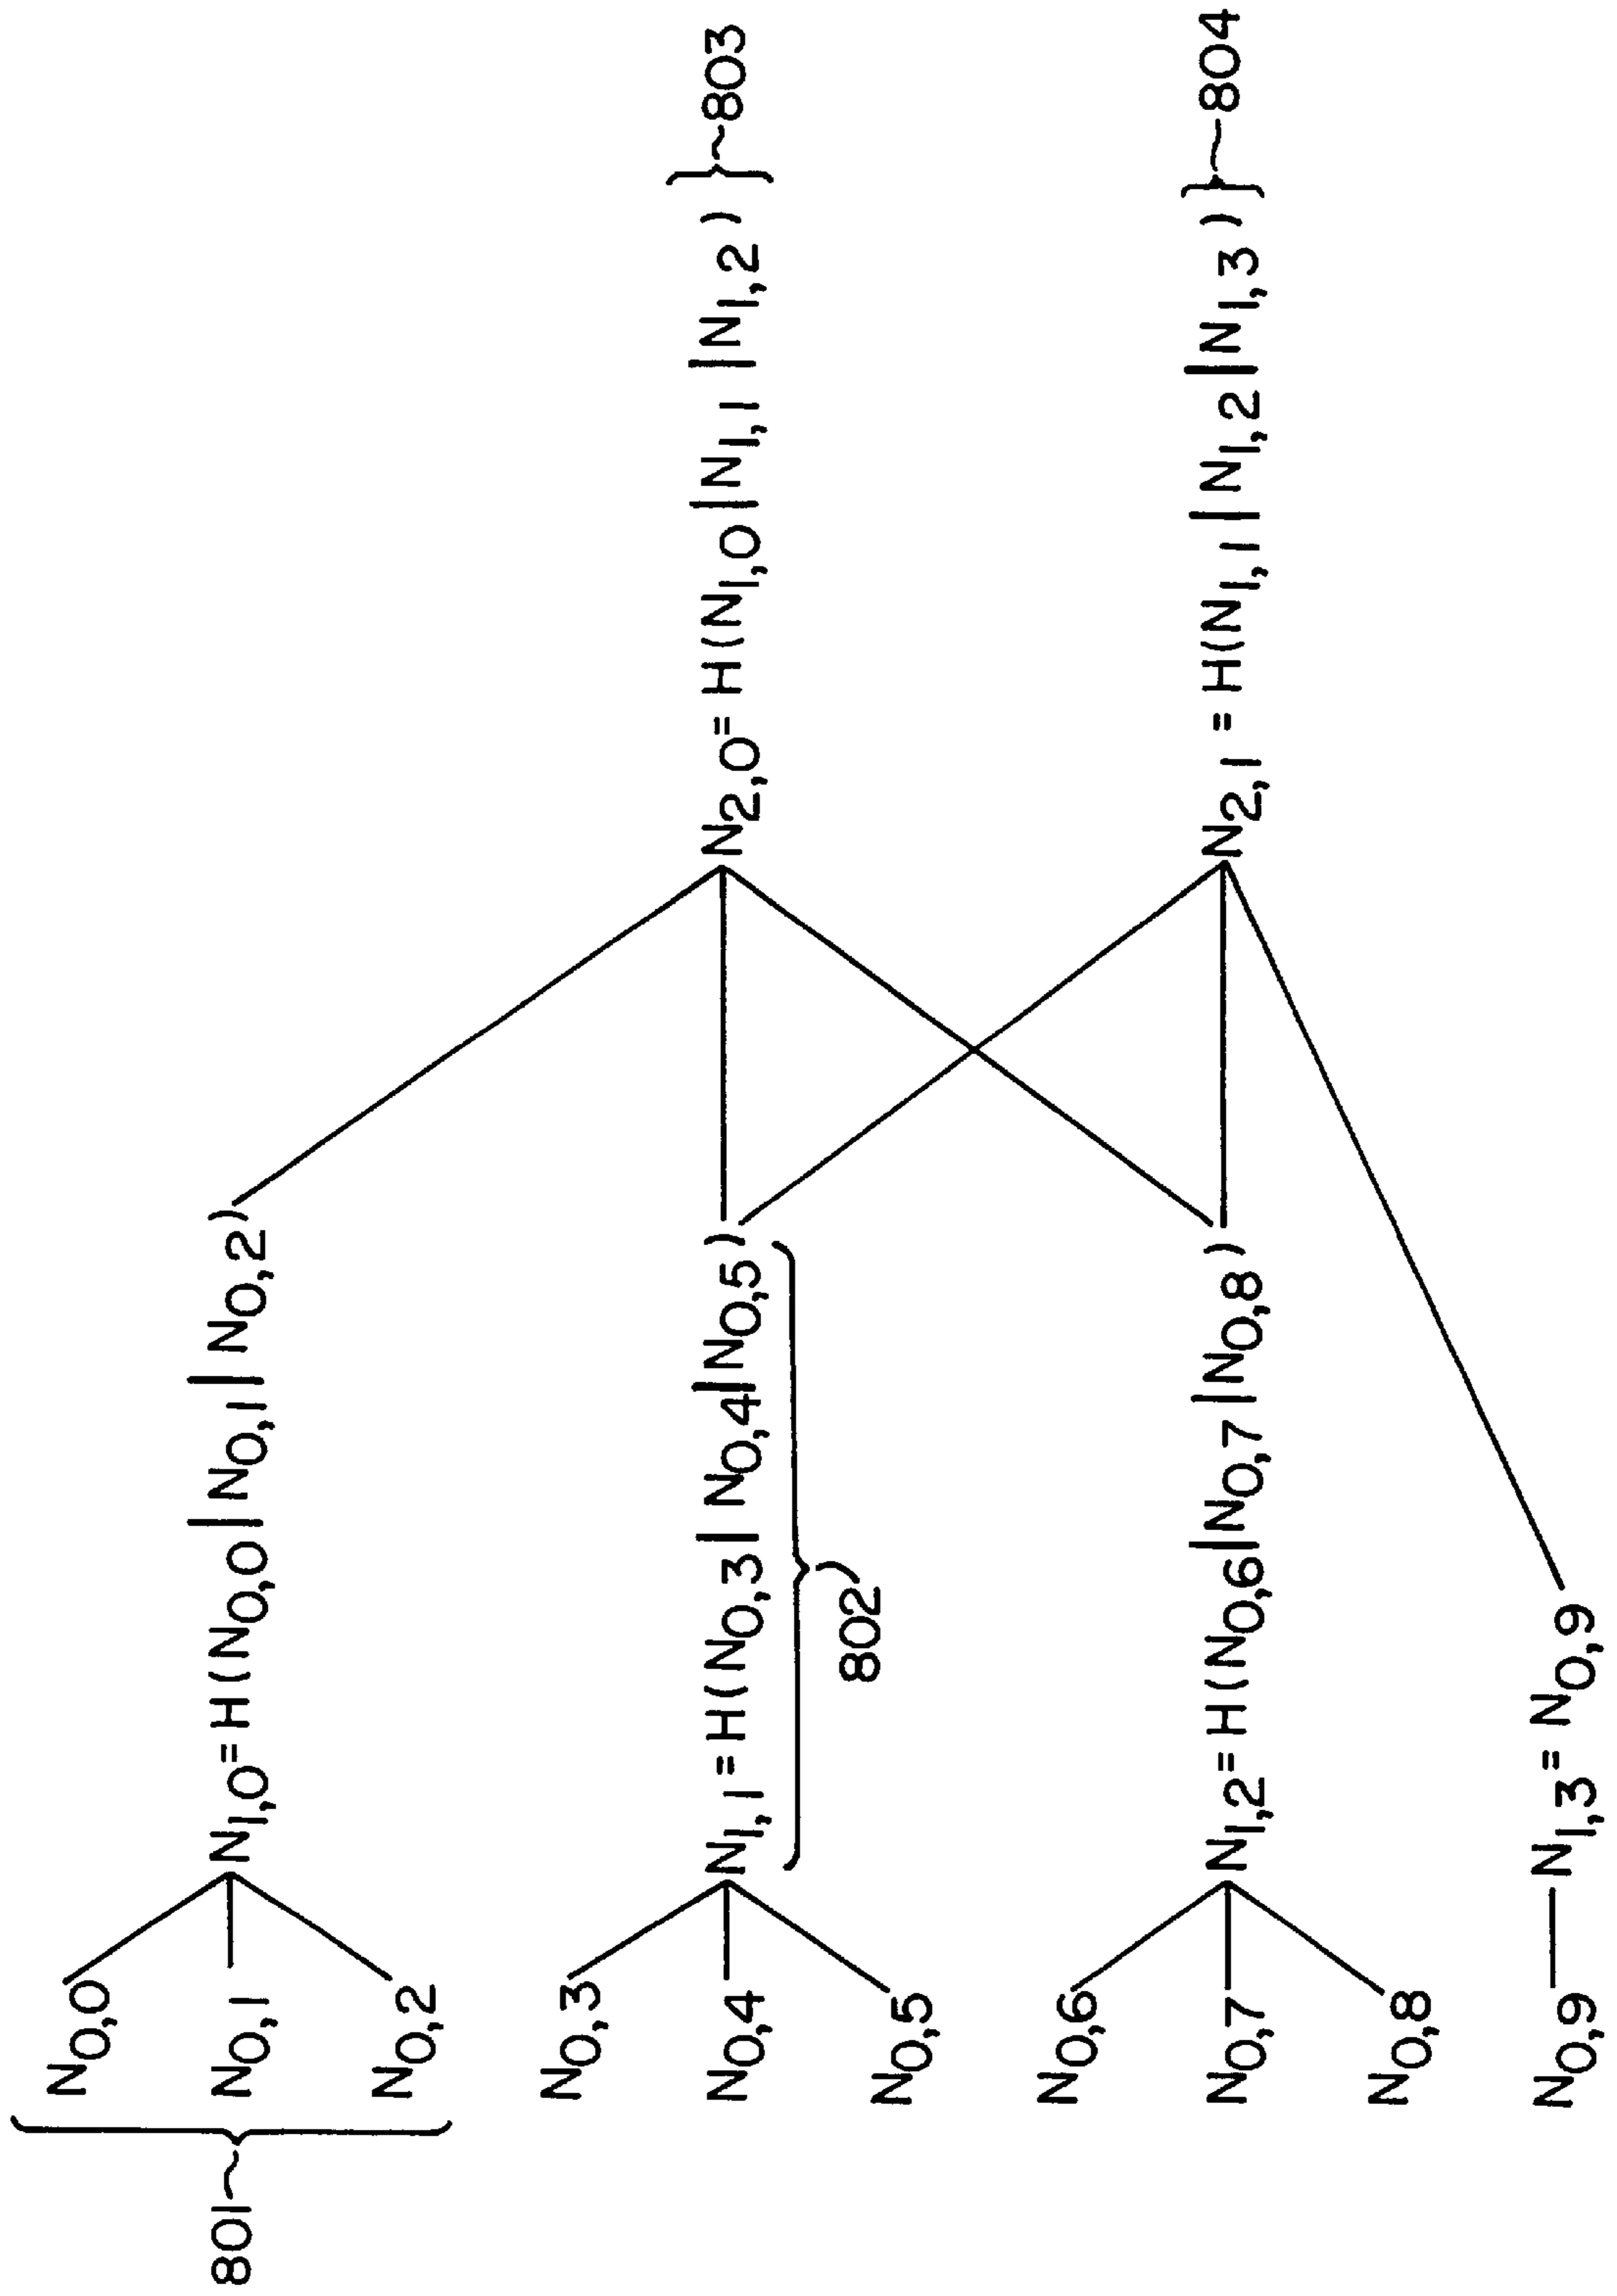 801
N0,0
N0,1
N0,2
N1,0=H(N0,0|N0,1|N0,2)
N0,3
N0,4
N0,5
N1,1=H(N0,3|N0,4|N0,5)
802
N0,6
N0,7
N0,8
N1,2=H(N0,6|N0,7|N0,8)
N0,9
N1,3=N0,9
N2,0=H(N1,0|N1,1|N1,2)
803
N2,1=H(N1,1|N1,2|N1,3)
804